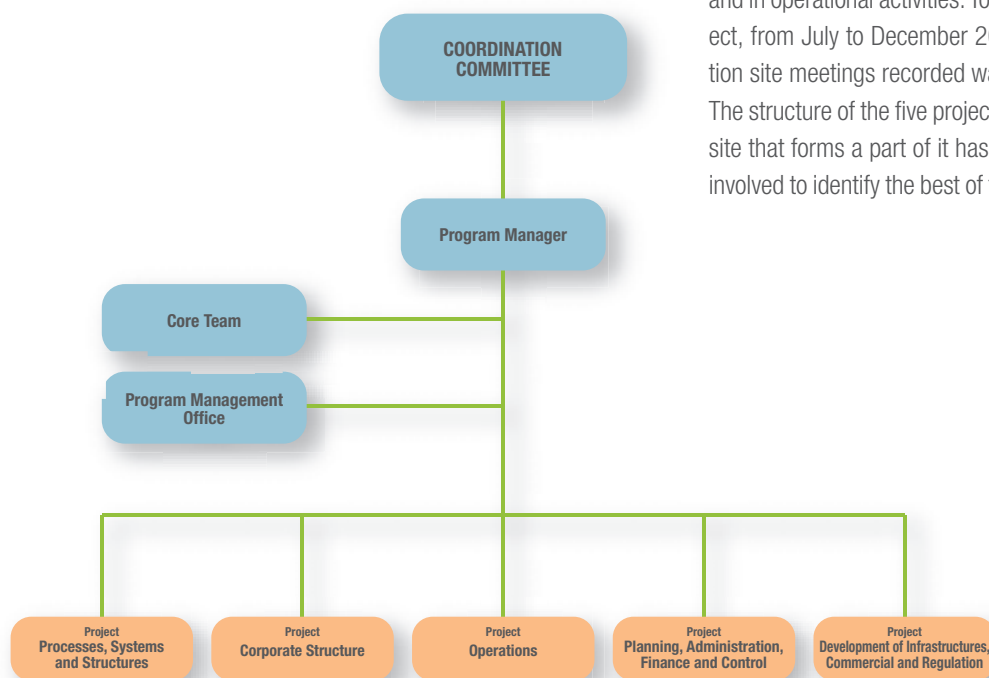 COORDINATION
COMMITTEE
and in operational activities. To
ect, from July to December 20
tion site meetings recorded wa
The structure of the five projec
site that forms a part of it has
involved to identify the best of
Program Manager
Core Team
Program Management
Office
Project
Processes, Systems
and Structures
Project
Corporate Structure
Project
Operations
Project
Planning, Administration,
Finance and Control
Project
Development of Infrastructures,
Commercial and Regulation